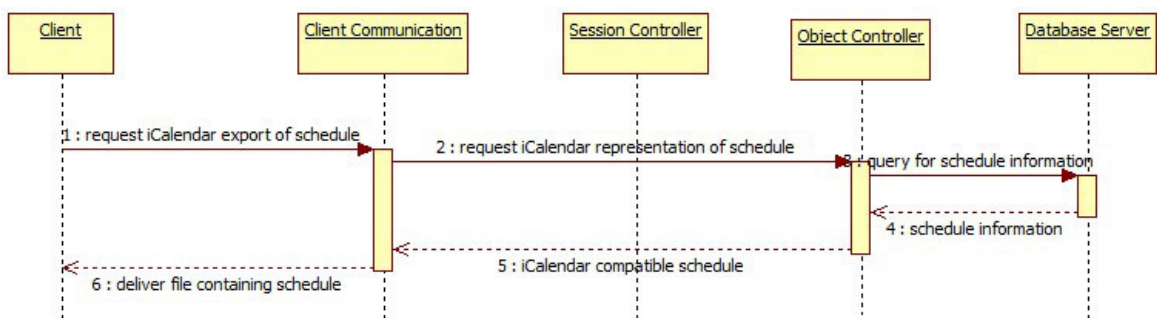 Client
Client Communication
Session Controller
Object Controller
Database Server
1 : request iCalendar export of schedule
2 : request iCalendar representation of schedule
3 : query for schedule information
4 : schedule information
5 : iCalendar compatible schedule
6 : deliver file containing schedule